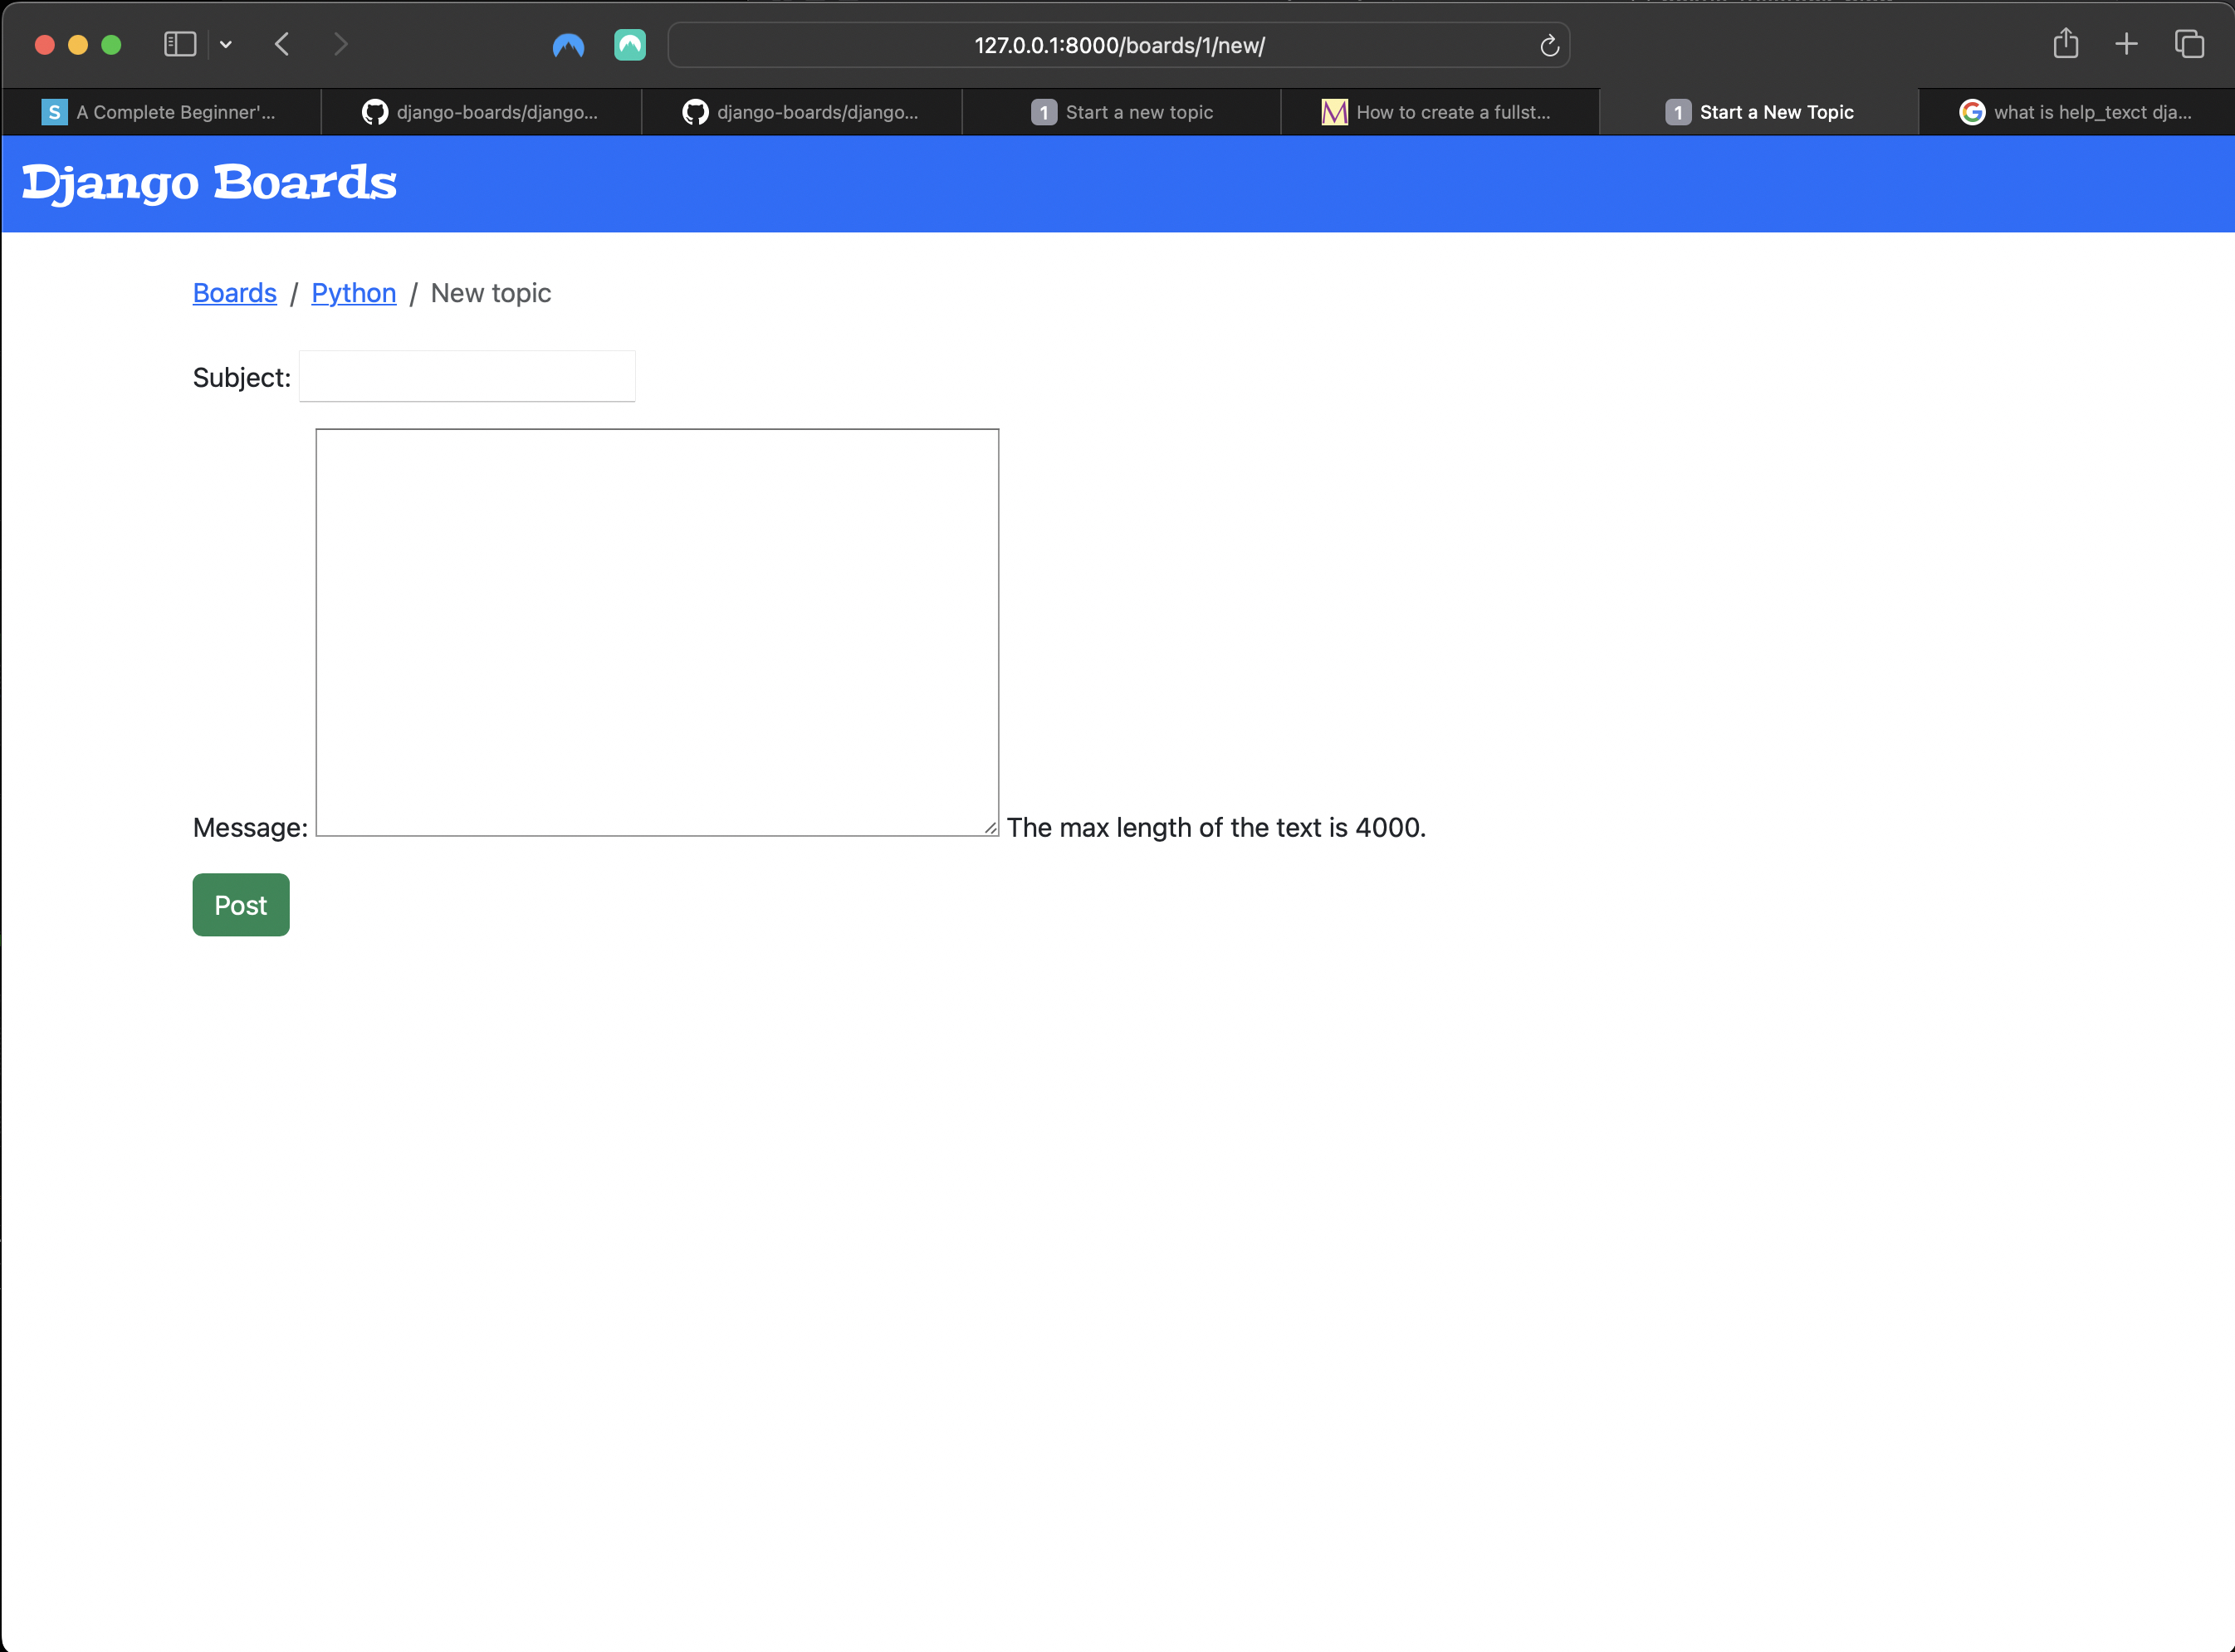 127.0.0.1:8000/boards/1/new/
S A Complete Beginner'...
django-boards/django...
django-boards/django...
1 Start a new topic
M How to create a fullst...
1 Start a New Topic
G what is help_texct dja...
Django Boards
Boards / Python / New topic
Subject:
Message: The max length of the text is 4000.
Post